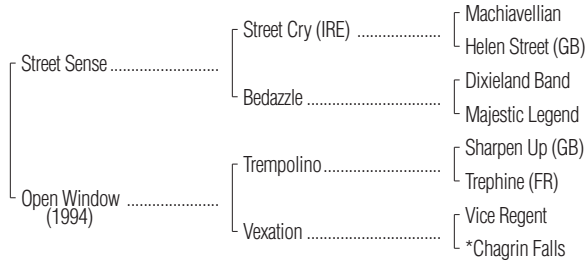 Machiavellian
Street Cry (IRE) ..................
Helen Street (GB)
Street Sense ........................
Dixieland Band
Bedazzle .............................
Majestic Legend
Sharpen Up (GB)
Trempolino..........................
Trephine (FR)
Open Window ....................
(1994)
Vice Regent
Vexation .............................
*Chagrin Falls